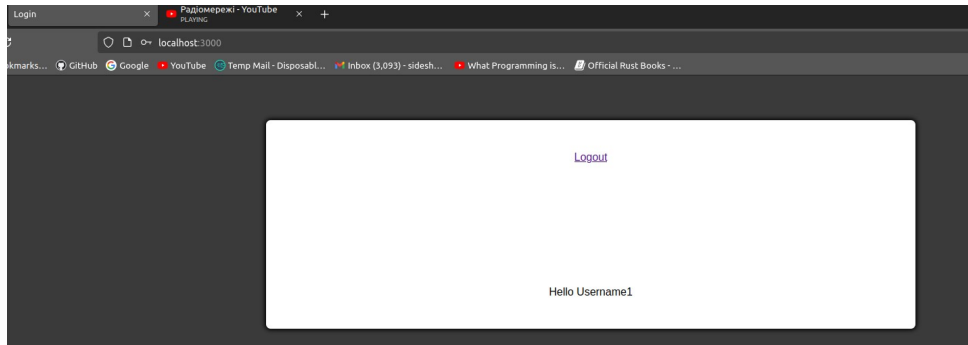 Login
Радіомережі - YouTube
PLAYING
localhost:3000
kmarks... GitHub Google YouTube Temp Mail - Disposabl... Inbox (3,093) - sidesh... What Programming is... Official Rust Books - ...
Logout
Hello Username1